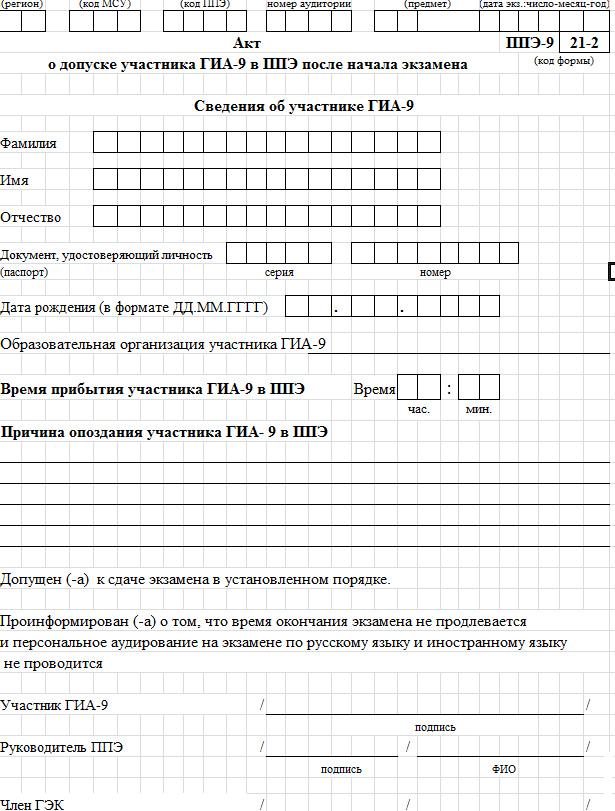 (регион) (код МСУ) (код ППЭ) номер аудитории (предмет) (дата экз.:число-месяц-год)
Акт ППЭ-9 21-2
о допуске участника ГИА-9 в ППЭ после начала экзамена (код формы)
Сведения об участнике ГИА-9
Фамилия
Имя
Отчество
Документ, удостоверяющий личность
(паспорт) серия номер
Дата рождения (в формате ДД.ММ.ГГГГ) . .
Образовательная организация участника ГИА-9
Время прибытия участника ГИА-9 в ППЭ Время :
час. мин.
Причина опоздания участника ГИА- 9 в ППЭ
Допущен (-а) к сдаче экзамена в установленном порядке.
Проинформирован (-а) о том, что время окончания экзамена не продлевается
и персональное аудирование на экзамене по русскому языку и иностранному языку
не проводится
Участник ГИА-9 / /
подпись
Руководитель ППЭ / / /
подпись ФИО
Член ГЭК / / /